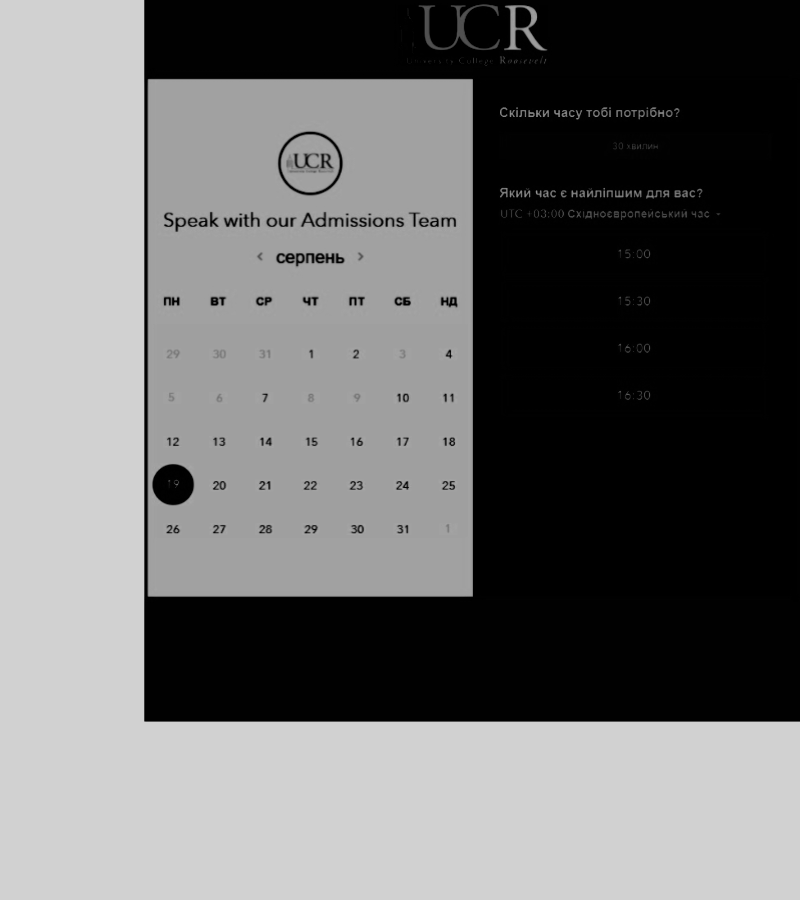 UCR
University College Roosevelt
UCR
Speak with our Admissions Team
‹ серпень ›
ПН ВТ СР ЧТ ПТ СБ НД
29 30 31 1 2 3 4
5 6 7 8 9 10 11
12 13 14 15 16 17 18
19 20 21 22 23 24 25
26 27 28 29 30 31 1
Скільки часу тобі потрібно?
30 хвилин
Який час є найліпшим для вас?
UTC +03:00 Східноєвропейський час
15:00
15:30
16:00
16:30